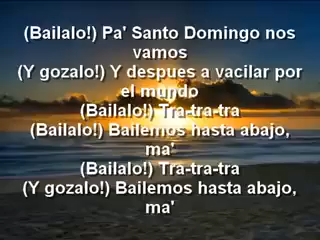 (Bailalo!) Pa' Santo Domingo nos
vamos
(Y gozalo!) Y despues a vacilar por
el mundo
(Bailalo!) Tra-tra-tra
(Bailalo!) Bailemos hasta abajo,
ma'
(Bailalo!) Tra-tra-tra
(Y gozalo!) Bailemos hasta abajo,
ma'